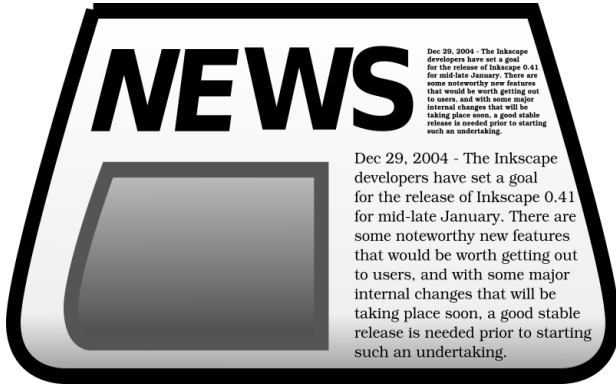 NEWS
Dec 29, 2004 - The Inkscape
developers have set a goal
for the release of Inkscape 0.41
for mid-late January. There are
some noteworthy new features
that would be worth getting out
to users, and with some major
internal changes that will be
taking place soon, a good stable
release is needed prior to starting
such an undertaking.
Dec 29, 2004 - The Inkscape
developers have set a goal
for the release of Inkscape 0.41
for mid-late January. There are
some noteworthy new features
that would be worth getting out
to users, and with some major
internal changes that will be
taking place soon, a good stable
release is needed prior to starting
such an undertaking.